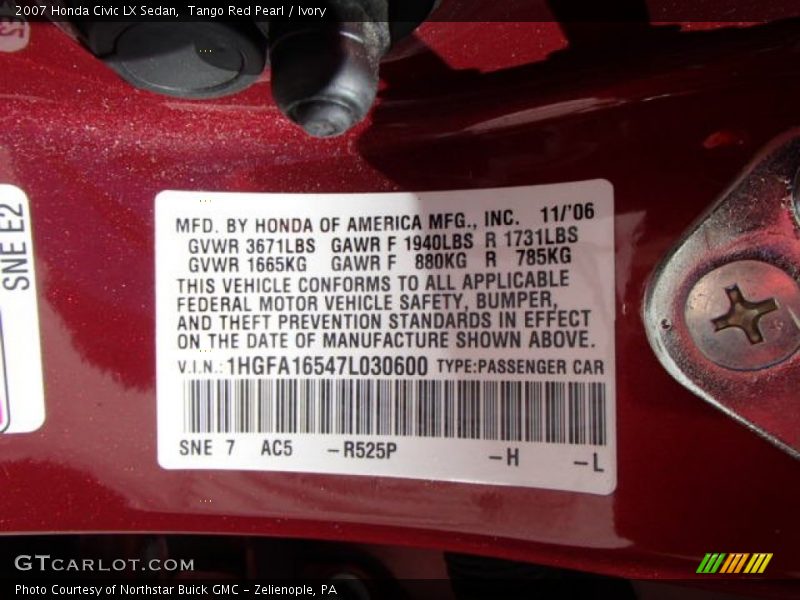 2007 Honda Civic LX Sedan,  Tango Red Pearl / Ivory
SNE E2
MFD. BY HONDA OF AMERICA MFG., INC. 11/'06
GVWR 3671LBS GAWR F 1940LBS R 1731LBS
GVWR 1665KG GAWR F 880KG R 785KG
THIS VEHICLE CONFORMS TO ALL APPLICABLE
FEDERAL MOTOR VEHICLE SAFETY, BUMPER,
AND THEFT PREVENTION STANDARDS IN EFFECT
ON THE DATE OF MANUFACTURE SHOWN ABOVE.
V.I.N.: 1HGFA16547L030600 TYPE:PASSENGER CAR
SNE 7 AC5 -R525P -H -L
GTCARLOT.COM
Photo Courtesy of Northstar Buick GMC - Zelienople, PA